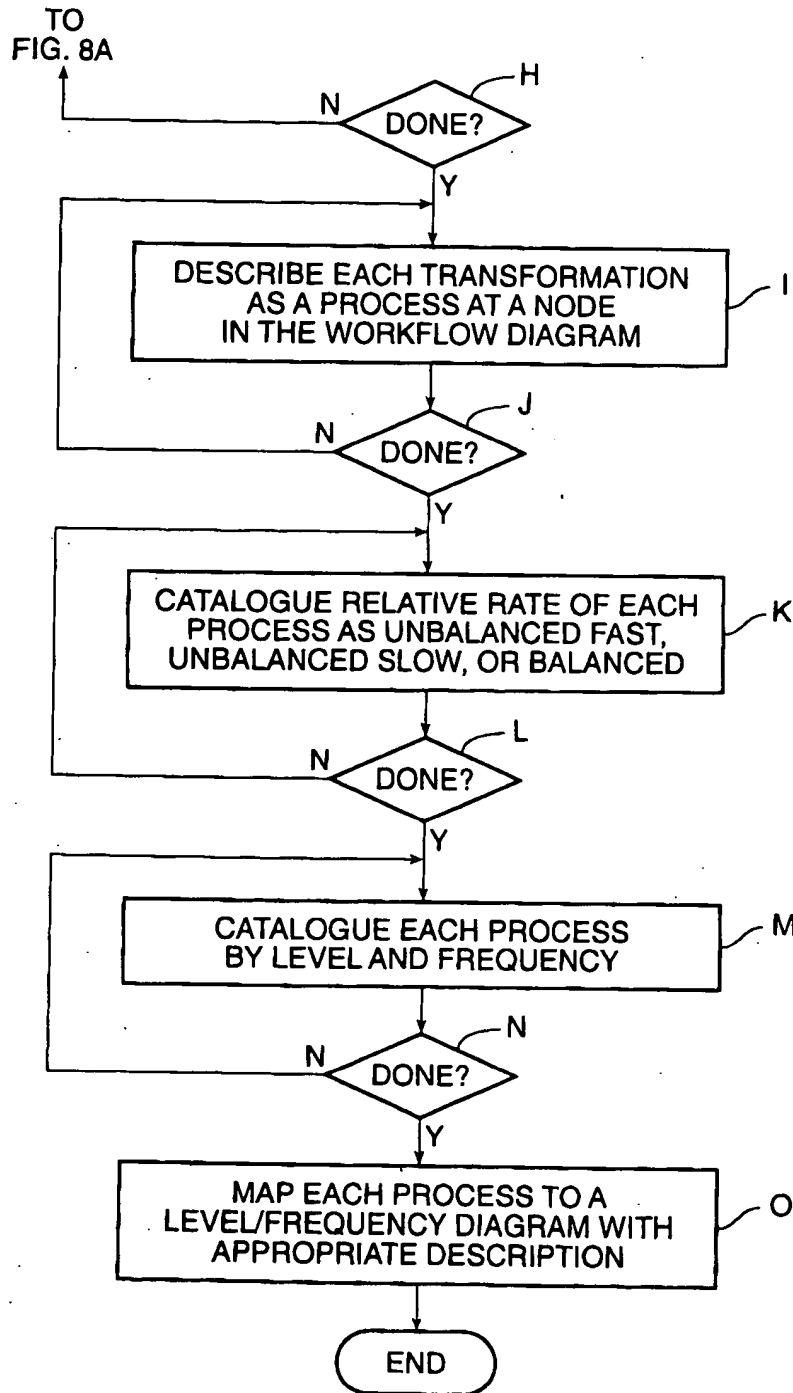 TO
FIG. 8A
H
N
DONE?
Y
DESCRIBE EACH TRANSFORMATION
AS A PROCESS AT A NODE
IN THE WORKFLOW DIAGRAM
I
J
N
DONE?
Y
CATALOGUE RELATIVE RATE OF EACH
PROCESS AS UNBALANCED FAST,
UNBALANCED SLOW, OR BALANCED
K
L
N
DONE?
Y
CATALOGUE EACH PROCESS
BY LEVEL AND FREQUENCY
M
N
N
DONE?
Y
MAP EACH PROCESS TO A
LEVEL/FREQUENCY DIAGRAM WITH
APPROPRIATE DESCRIPTION
O
END